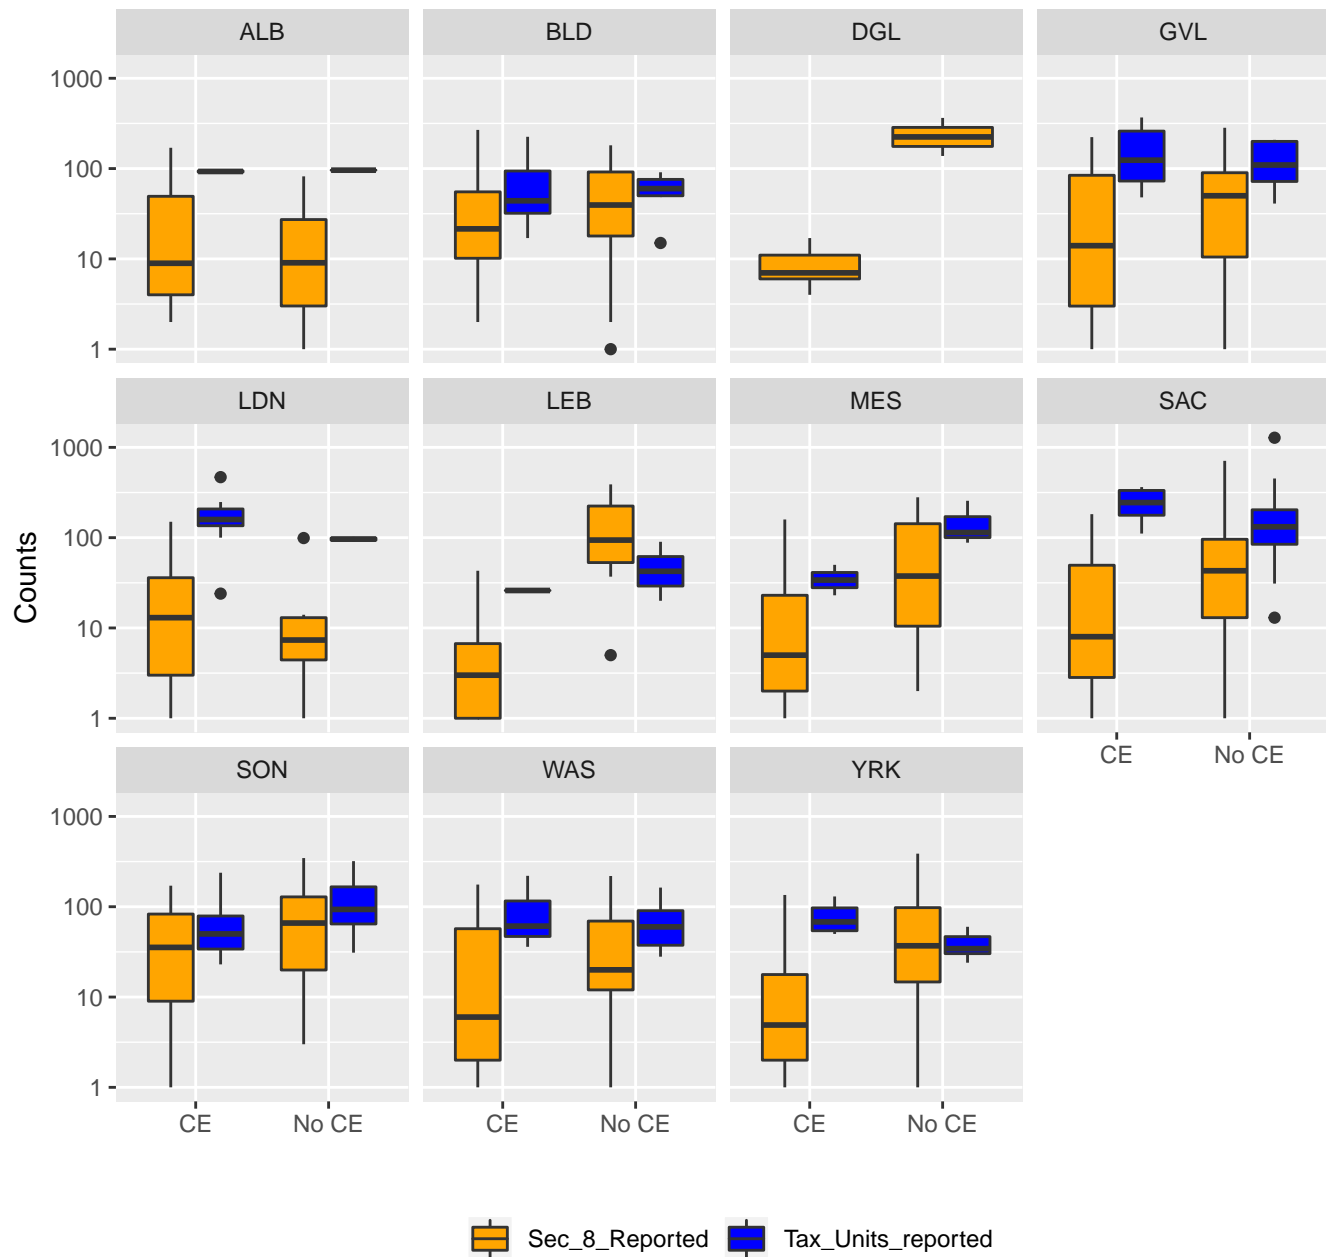 ALB BLD DGL GVL
1000
100
10
1
LDN LEB MES SAC
1000
100
10
1
CE No CE
SON WAS YRK
1000
100
10
1
CE No CE CE No CE CE No CE
Counts
Sec_8_Reported Tax_Units_reported